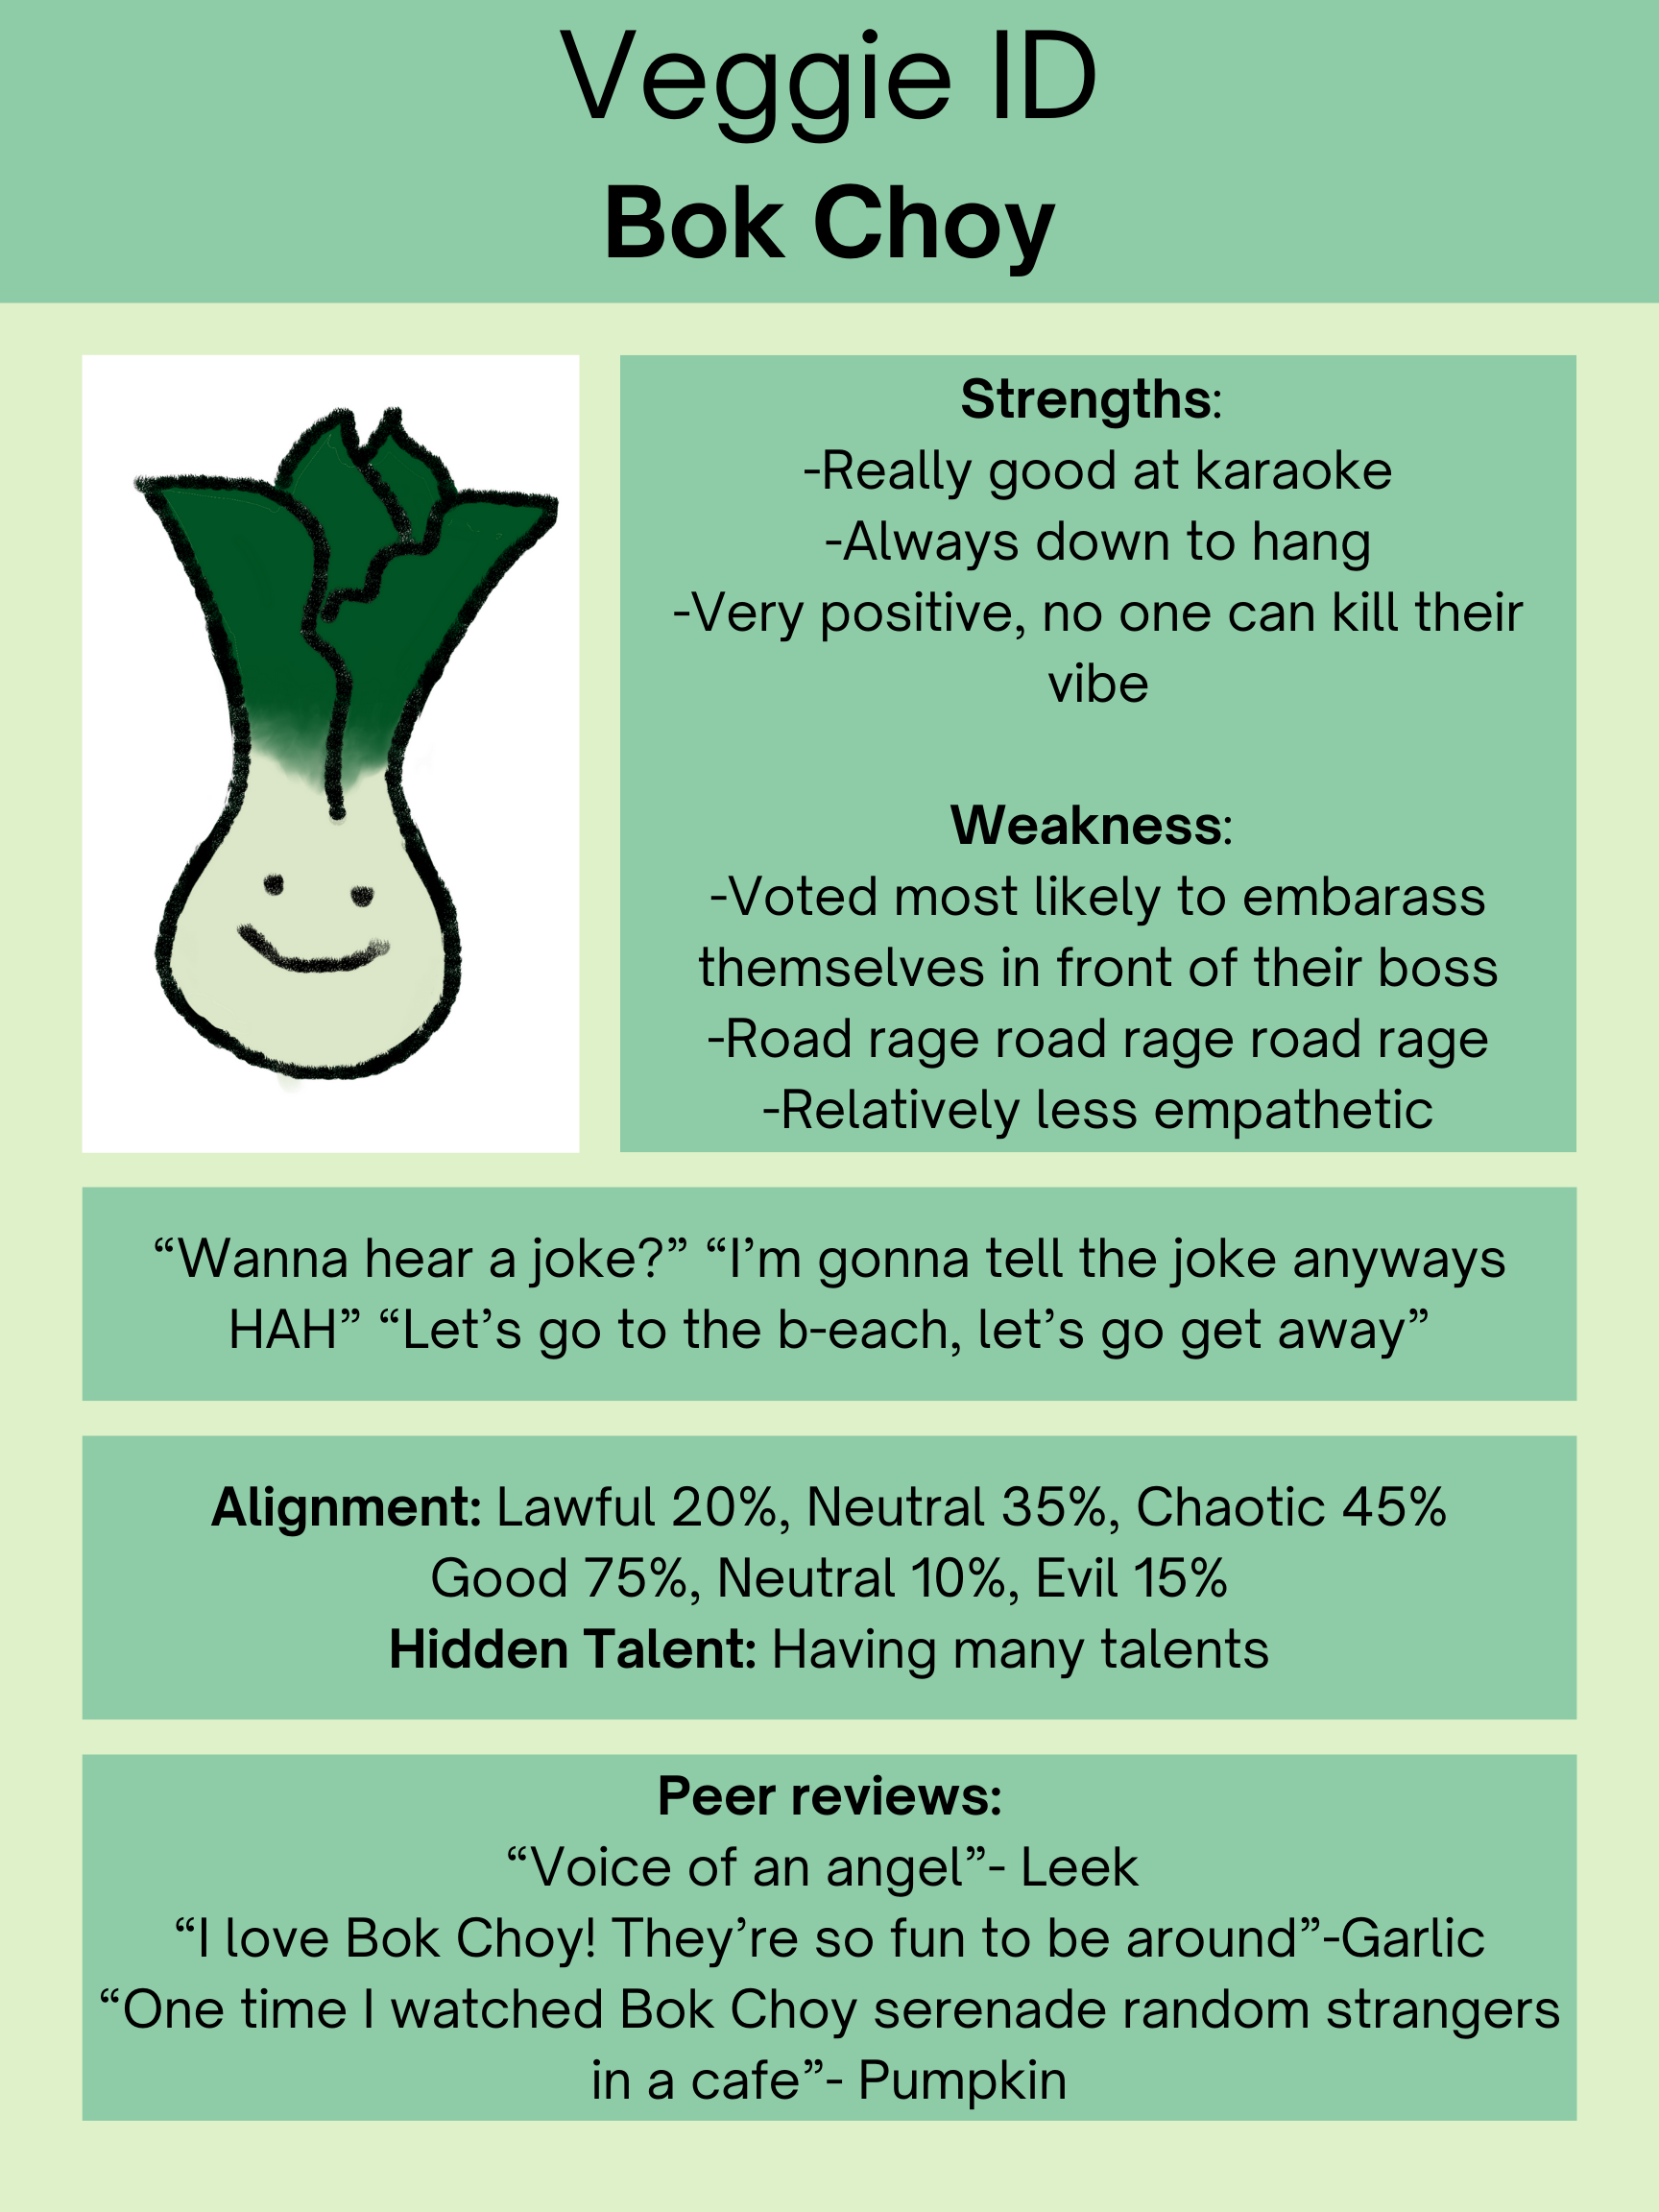 Veggie ID
Bok Choy
Strengths:
-Really good at karaoke
-Always down to hang
-Very positive, no one can kill their
vibe
Weakness:
-Voted most likely to embarass
themselves in front of their boss
-Road rage road rage road rage
-Relatively less empathetic
“Wanna hear a joke?” “I’m gonna tell the joke anyways
HAH” “Let’s go to the b-each, let’s go get away”
Alignment: Lawful 20%, Neutral 35%, Chaotic 45%
Good 75%, Neutral 10%, Evil 15%
Hidden Talent: Having many talents
Peer reviews:
“Voice of an angel”- Leek
“I love Bok Choy! They’re so fun to be around”-Garlic
“One time I watched Bok Choy serenade random strangers
in a cafe”- Pumpkin